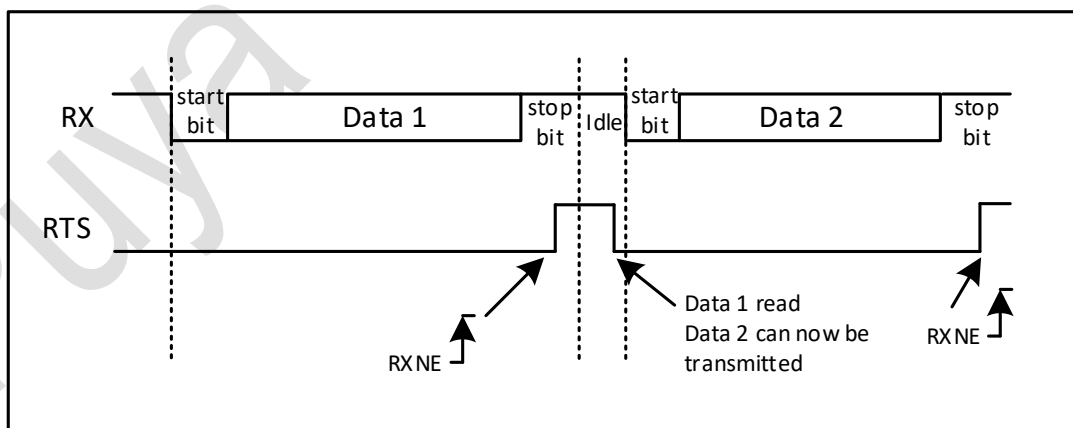 RX
start
bit
Data 1
stop
bit
Idle
start
bit
Data 2
stop
bit
RTS
RXNE
Data 1 read
Data 2 can now be
transmitted
RXNE
uya